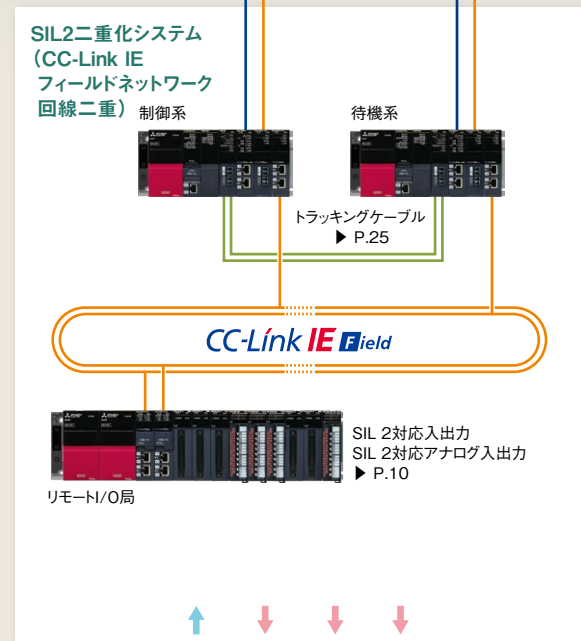 SIL2二重化システム
（CC-Link IE
フィールドネットワーク
回線二重）
制御系
待機系
トラッキングケーブル
▶ P.25
CC-Link IE Field
SIL 2対応入出力
SIL 2対応アナログ入出力
▶ P.10
リモートI/O局